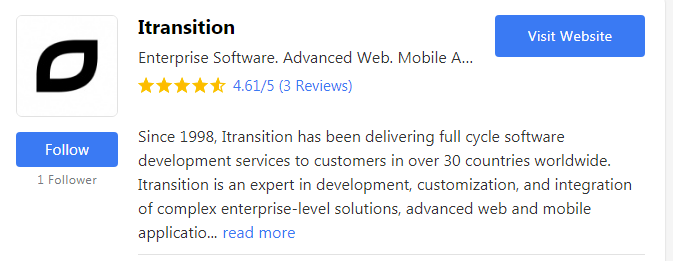 Itransition
Visit Website
Enterprise Software. Advanced Web. Mobile A...
4.61/5 (3 Reviews)
Follow
1 Follower
Since 1998, Itransition has been delivering full cycle software
development services to customers in over 30 countries worldwide.
Itransition is an expert in development, customization, and integration
of complex enterprise-level solutions, advanced web and mobile
applicatio... read more